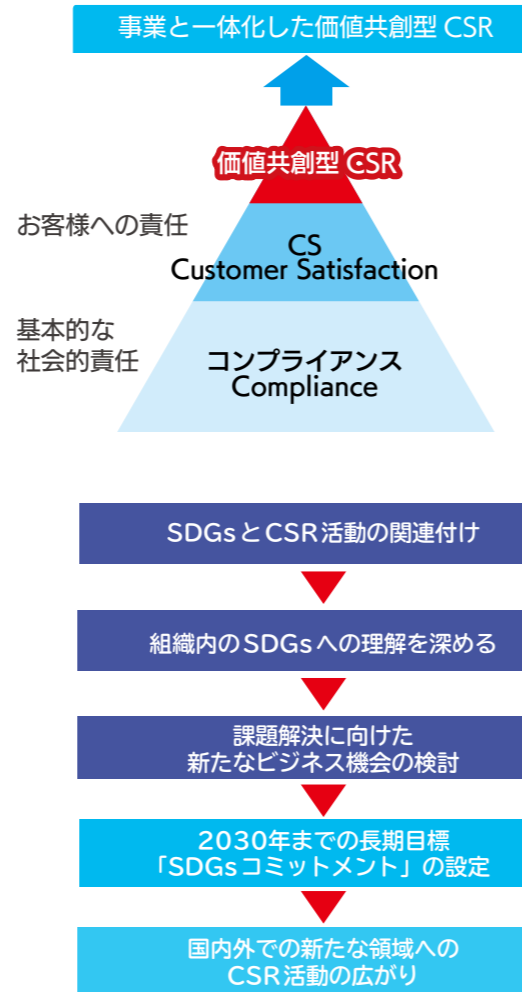 事業と一体化した価値共創型 CSR
価値共創型 CSR
お客様への責任
CS
Customer Satisfaction
基本的な
社会的責任
コンプライアンス
Compliance
SDGsとCSR活動の関連付け
組織内のSDGsへの理解を深める
課題解決に向けた
新たなビジネス機会の検討
2030年までの長期目標
「SDGsコミットメント」の設定
国内外での新たな領域への
CSR活動の広がり